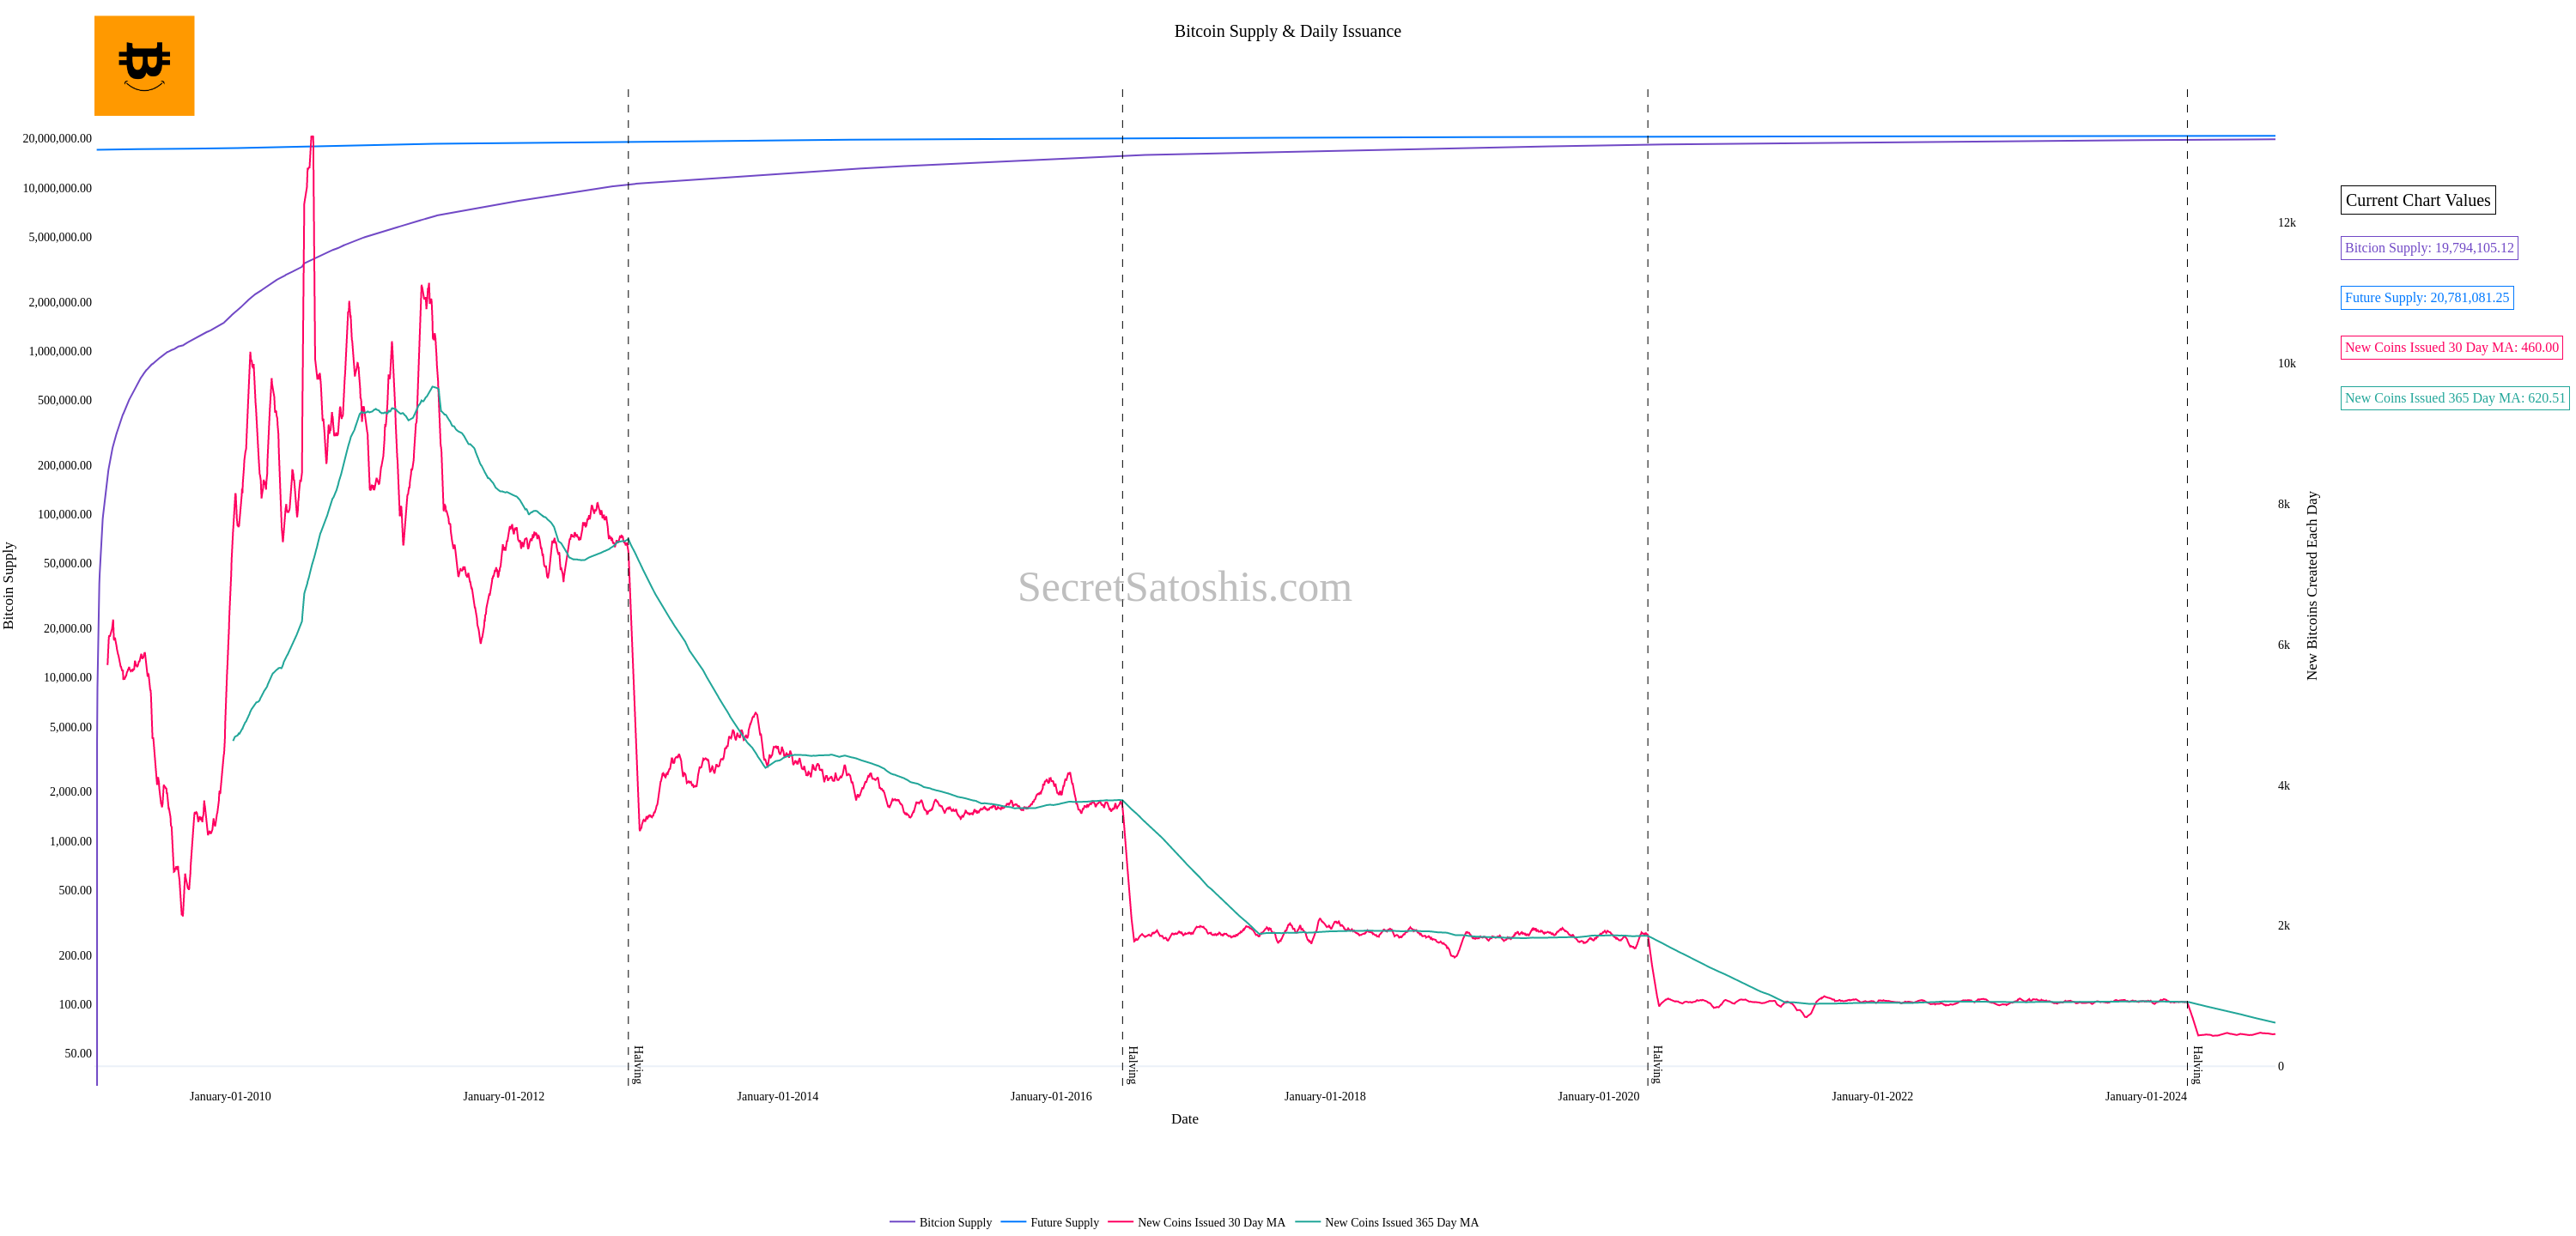 Bitcoin Supply & Daily Issuance
20,000,000.00
10,000,000.00
5,000,000.00
2,000,000.00
1,000,000.00
500,000.00
200,000.00
100,000.00
50,000.00
20,000.00
10,000.00
5,000.00
2,000.00
1,000.00
500.00
200.00
100.00
50.00
Bitcoin Supply
SecretSatoshis.com
Halving
Halving
Halving
Halving
12k
10k
8k
6k
4k
2k
0
New Bitcoins Created Each Day
Current Chart Values
Bitcion Supply: 19,794,105.12
Future Supply: 20,781,081.25
New Coins Issued 30 Day MA: 460.00
New Coins Issued 365 Day MA: 620.51
January-01-2010
January-01-2012
January-01-2014
January-01-2016
January-01-2018
January-01-2020
January-01-2022
January-01-2024
Date
Bitcion Supply
Future Supply
New Coins Issued 30 Day MA
New Coins Issued 365 Day MA